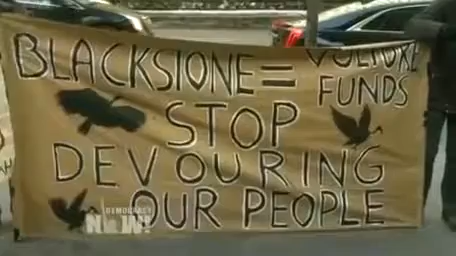 BLACKSTONE = VULTURE
FUNDS
STOP
DEVOURING
OUR PEOPLE
DEMOCRACY
NOW!